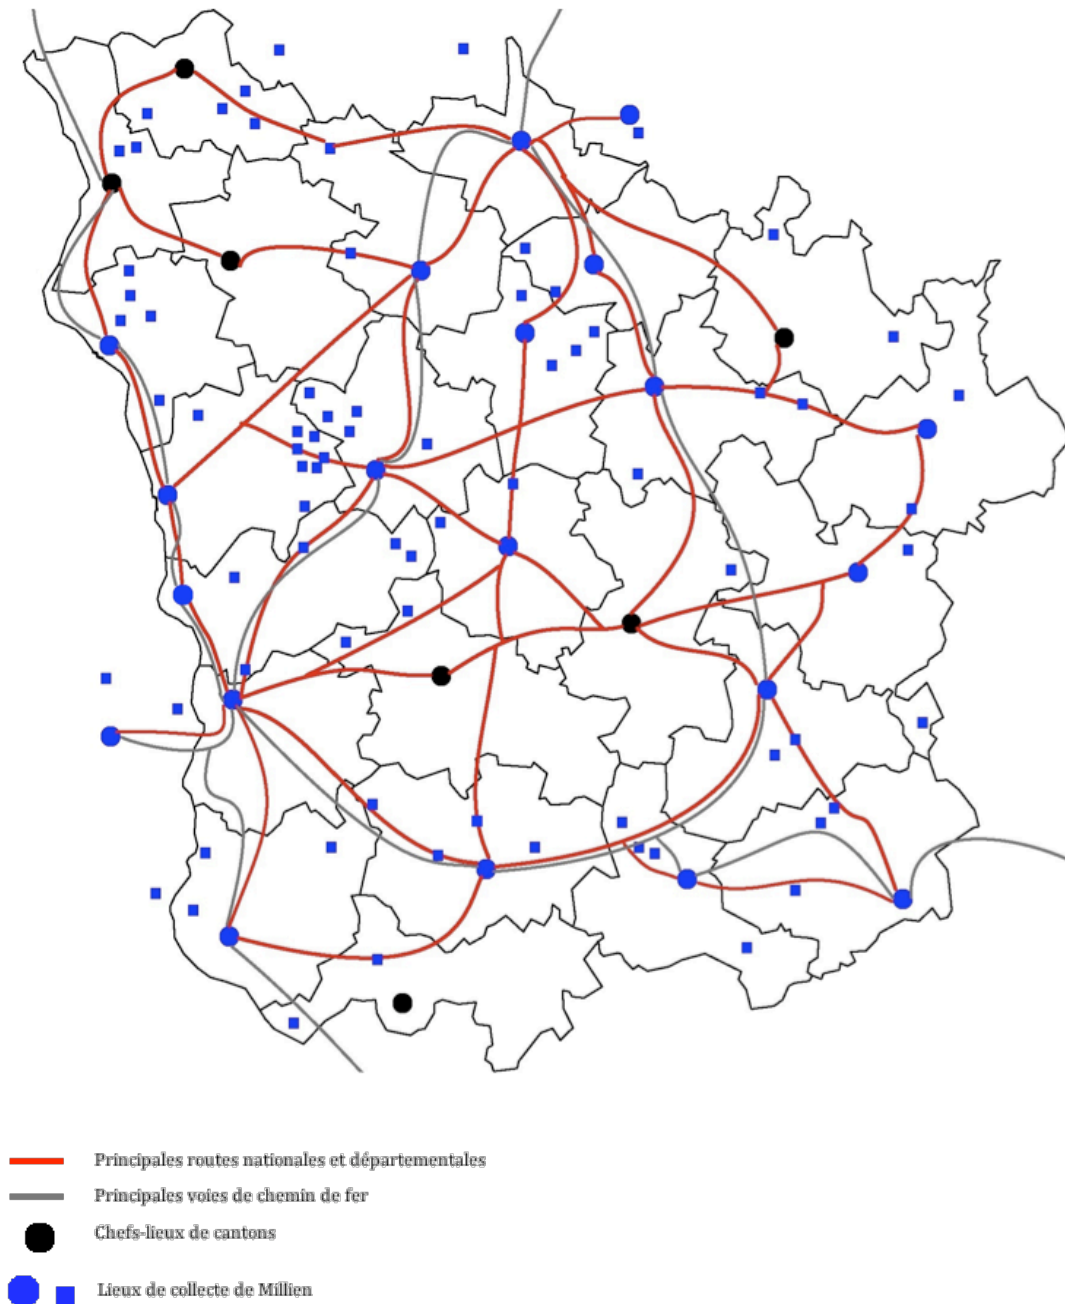 Principales routes nationales et départementales
Principales voies de chemin de fer
Chefs-lieux de cantons
Lieux de collecte de Millien